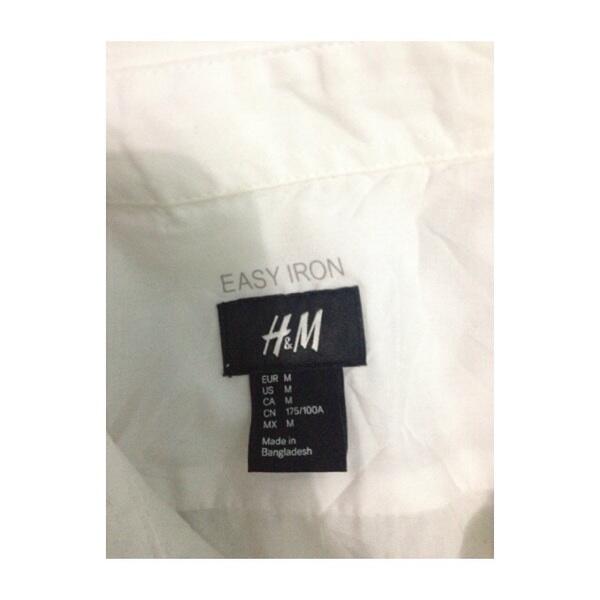 EASY IRON
H&M
EUR M
US M
CA M
CN 175/100A
MX M
Made in
Bangladesh